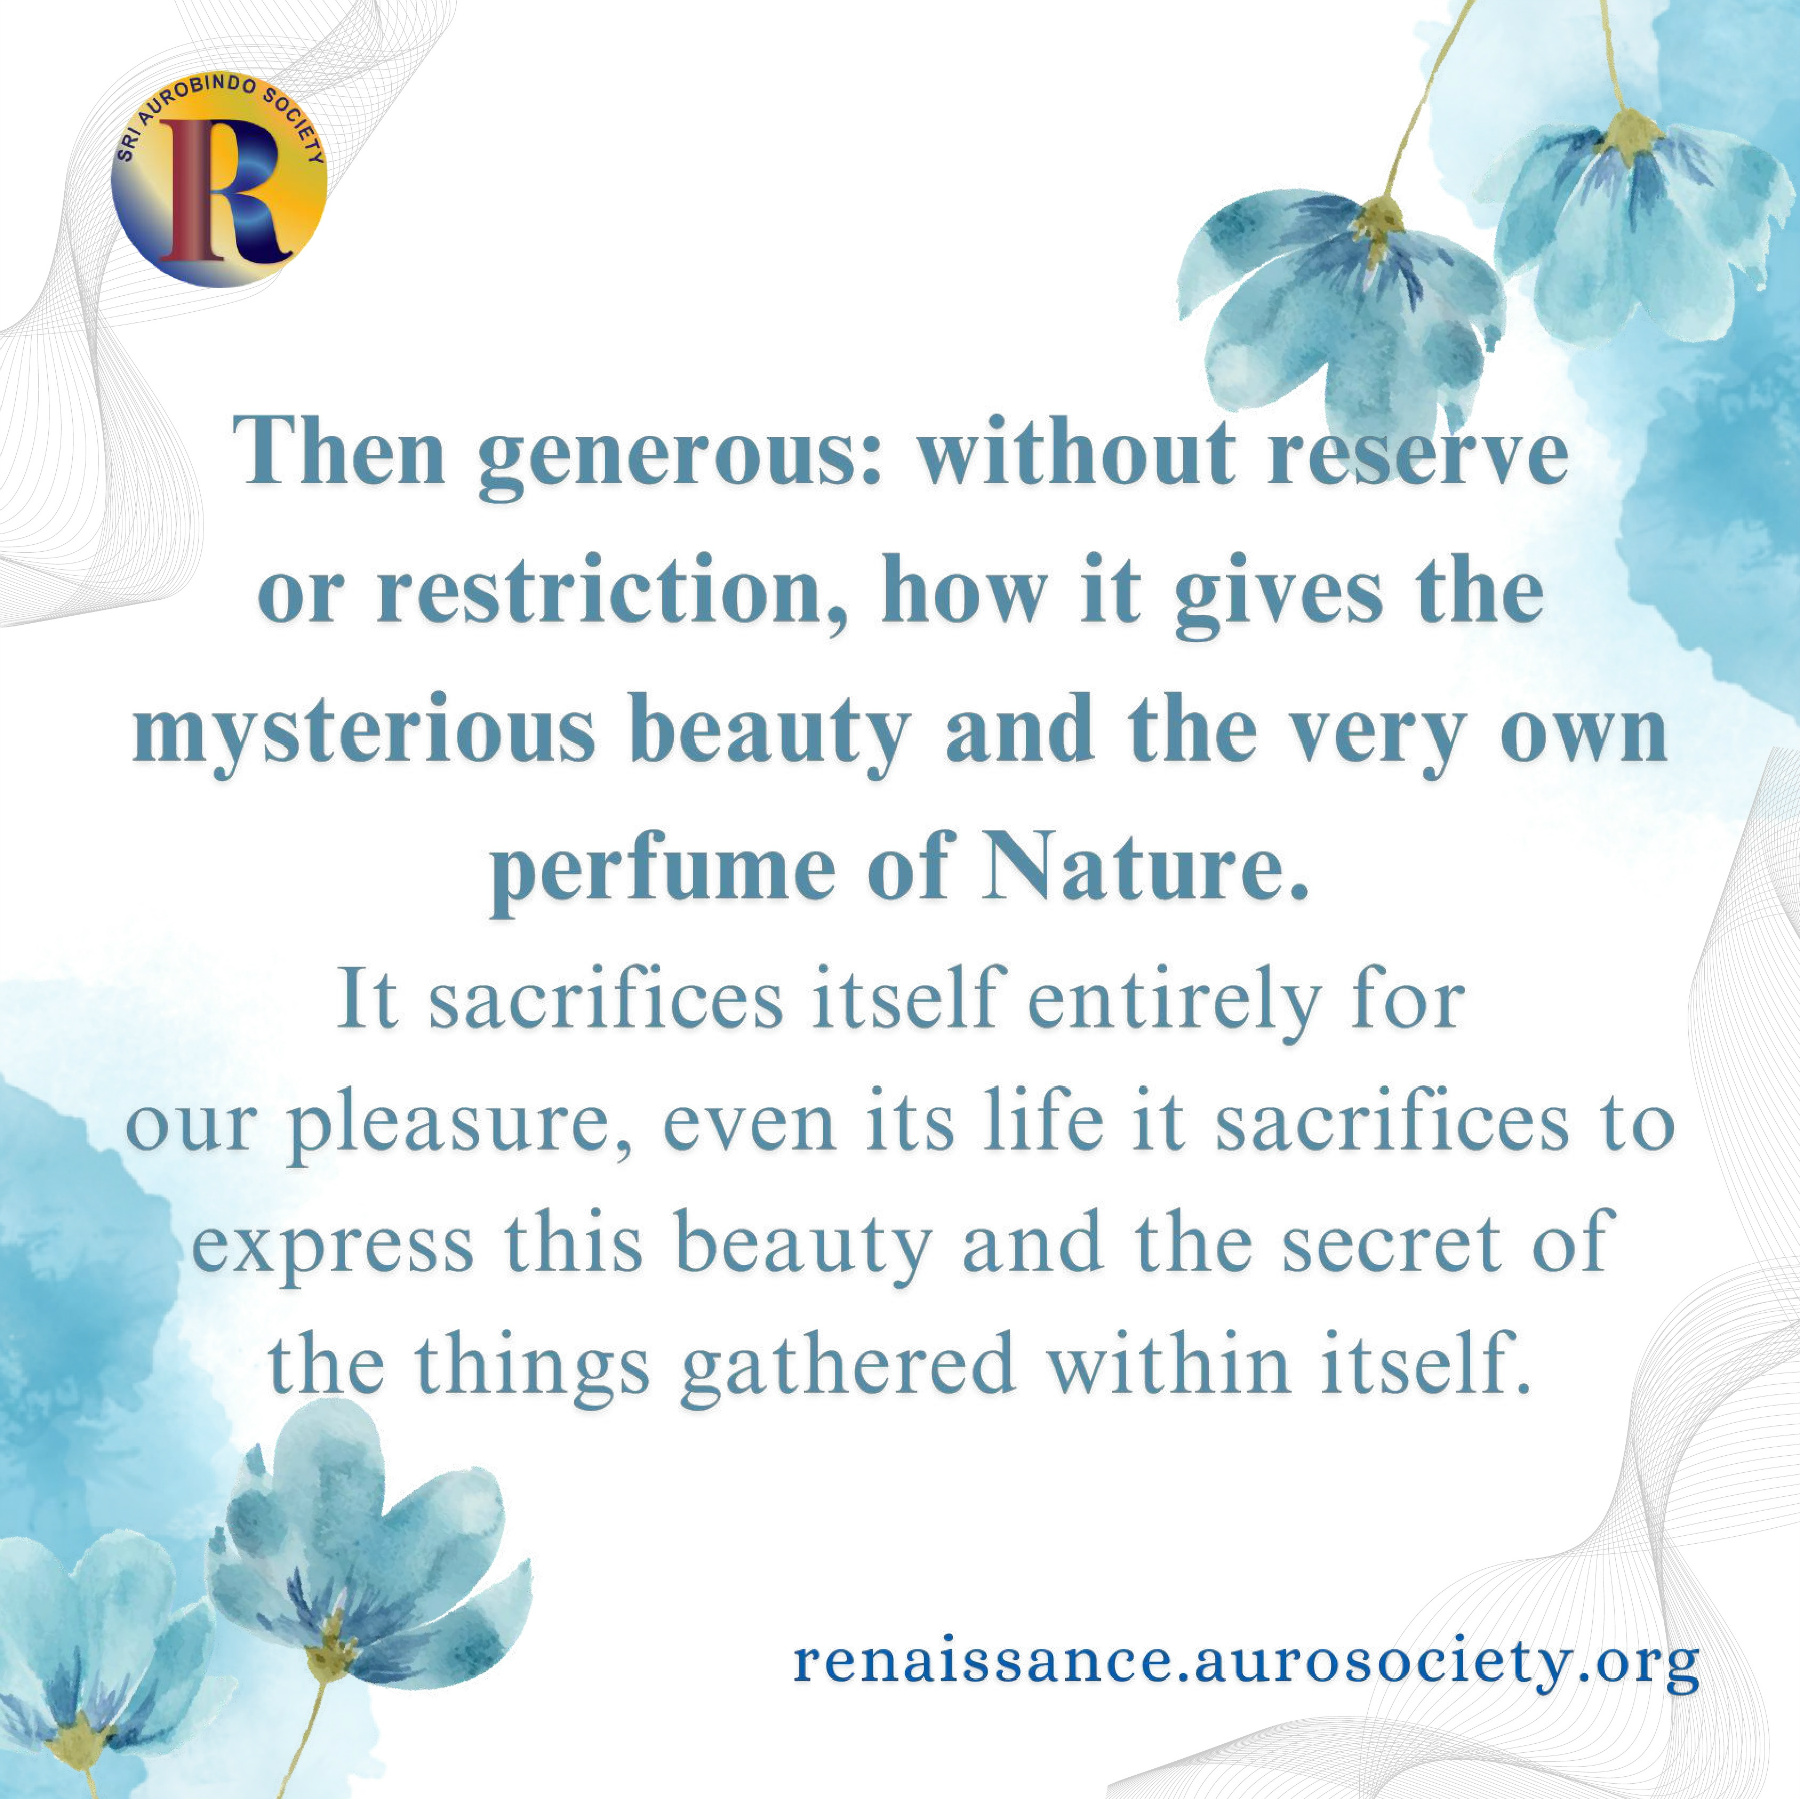 SRI AUROBINDO SOCIETY
R
Then generous: without reserve
or restriction, how it gives the
mysterious beauty and the very own
perfume of Nature.
It sacrifices itself entirely for
our pleasure, even its life it sacrifices to
express this beauty and the secret of
the things gathered within itself.
renaissance.aurosociety.org